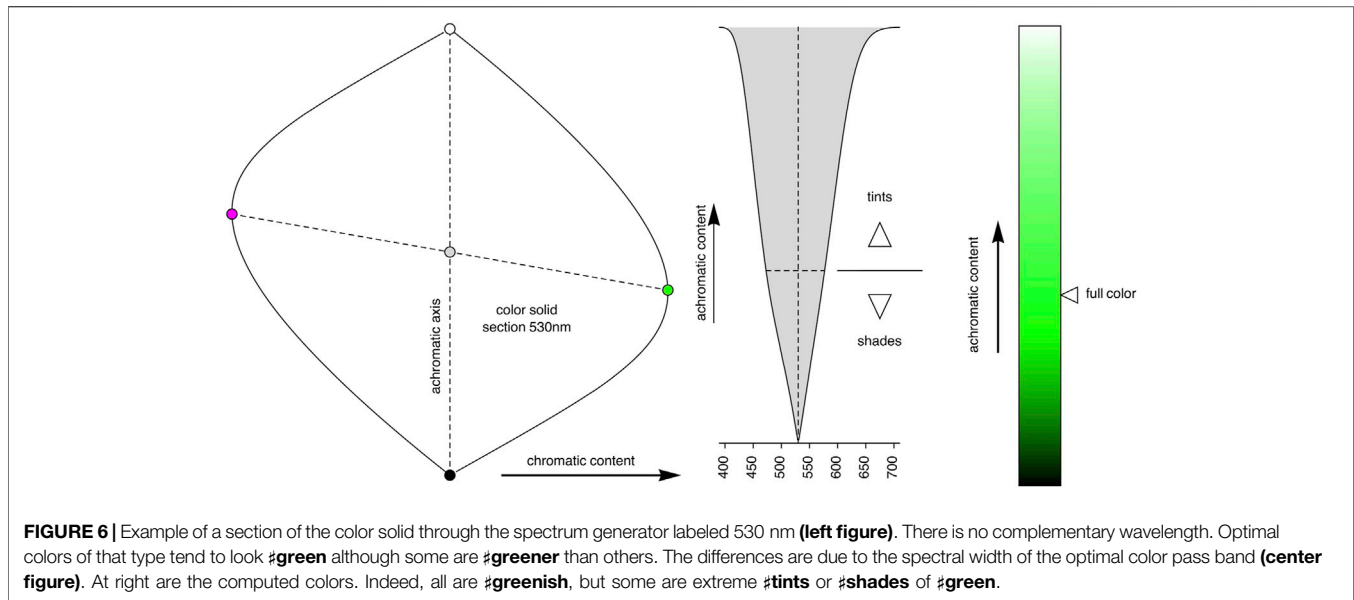 achromatic axis
color solid
section 530nm
chromatic content
achromatic content
tints
shades
400
450
500
550
600
650
700
achromatic content
full color
FIGURE 6 | Example of a section of the color solid through the spectrum generator labeled 530 nm (left figure). There is no complementary wavelength. Optimal
colors of that type tend to look ♯green although some are ♯greener than others. The differences are due to the spectral width of the optimal color pass band (center
figure). At right are the computed colors. Indeed, all are ♯greenish, but some are extreme ♯tints or ♯shades of ♯green.